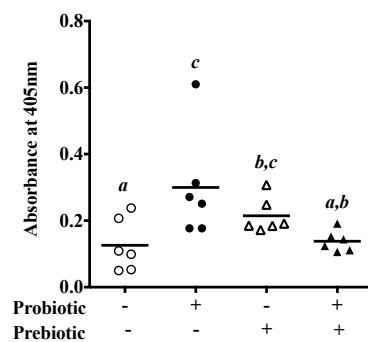 0.8
0.6
0.4
0.2
0.0
Absorbance at 405nm
a
c
b,c
a,b
Probiotic - + - +
Prebiotic - - + +